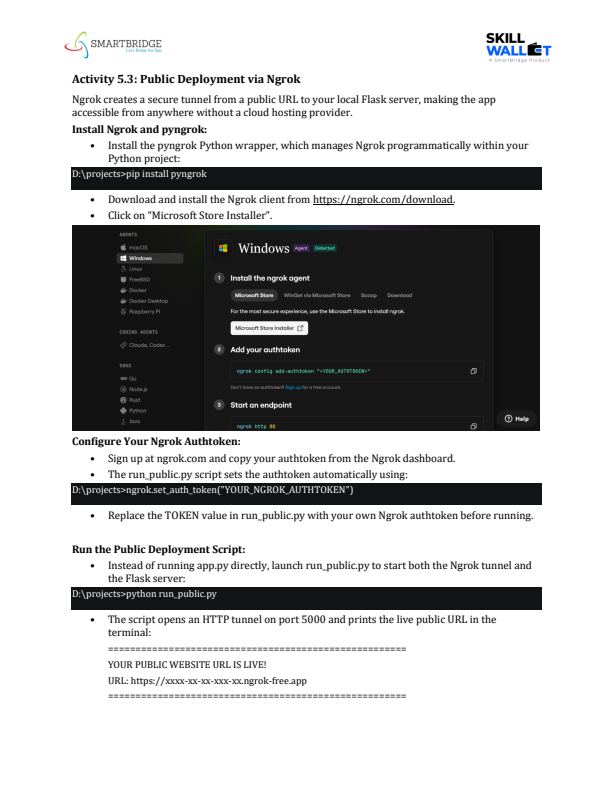 SMARTBRIDGE
Let's Bridge the Gap
SKILL
WALLET
A SmartBridge Product
Activity 5.3: Public Deployment via Ngrok
Ngrok creates a secure tunnel from a public URL to your local Flask server, making the app
accessible from anywhere without a cloud hosting provider.
Install Ngrok and pyngrok:
• Install the pyngrok Python wrapper, which manages Ngrok programmatically within your
Python project:
D:\projects>pip install pyngrok
• Download and install the Ngrok client from https://ngrok.com/download.
• Click on “Microsoft Store Installer”.
AGENTS
macOS
Windows
Linux
FreeBSD
Docker
Docker Desktop
Raspberry Pi
CODING AGENTS
Claude, Codex...
SDKS
Go
Node.js
Rust
Python
Java
Windows Agent Detected
1 Install the ngrok agent
Microsoft Store WinGet via Microsoft Store Scoop Download
For the most secure experience, use the Microsoft Store to install ngrok.
Microsoft Store Installer
2 Add your authtoken
ngrok config add-authtoken "<YOUR_AUTHTOKEN>"
Don't have an authtoken? Sign up for a free account.
3 Start an endpoint
ngrok http 80
Help
Configure Your Ngrok Authtoken:
• Sign up at ngrok.com and copy your authtoken from the Ngrok dashboard.
• The run_public.py script sets the authtoken automatically using:
D:\projects>ngrok.set_auth_token("YOUR_NGROK_AUTHTOKEN")
• Replace the TOKEN value in run_public.py with your own Ngrok authtoken before running.
Run the Public Deployment Script:
• Instead of running app.py directly, launch run_public.py to start both the Ngrok tunnel and
the Flask server:
D:\projects>python run_public.py
• The script opens an HTTP tunnel on port 5000 and prints the live public URL in the
terminal:
======================================================
YOUR PUBLIC WEBSITE URL IS LIVE!
URL: https://xxxx-xx-xx-xxx-xx.ngrok-free.app
======================================================